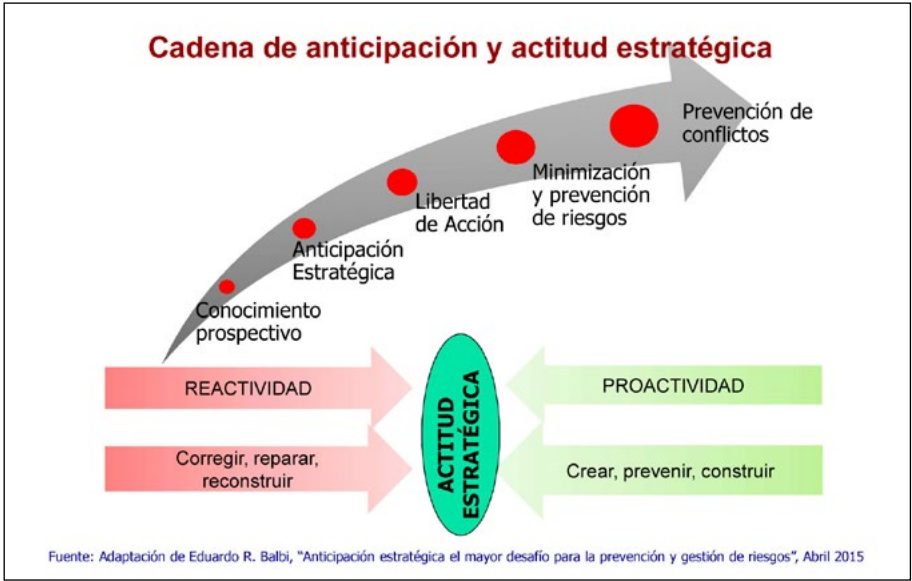 Cadena de anticipación y actitud estratégica
Prevención de
conflictos
Minimización
y prevención
de riesgos
Libertad
de Acción
Anticipación
Estratégica
Conocimiento
prospectivo
REACTIVIDAD
ACTITUD
ESTRATÉGICA
PROACTIVIDAD
Corregir, reparar,
reconstruir
Crear, prevenir, construir
Fuente: Adaptación de Eduardo R. Balbi, “Anticipación estratégica el mayor desafío para la prevención y gestión de riesgos”, Abril 2015